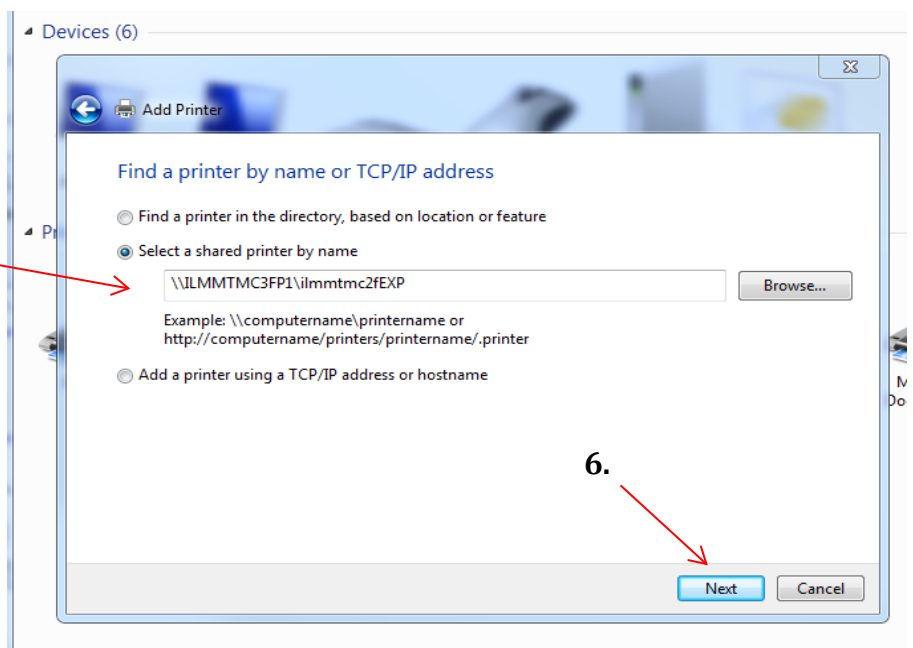 Devices (6)
Add Printer
Find a printer by name or TCP/IP address
Find a printer in the directory, based on location or feature
Pr
Select a shared printer by name
\\ILMMTMC3FP1\ilmmtmc2fEXP
Browse...
Example: \\computername\printername or
http://computername/printers/printername/.printer
Add a printer using a TCP/IP address or hostname
M
Do
6.
Next
Cancel